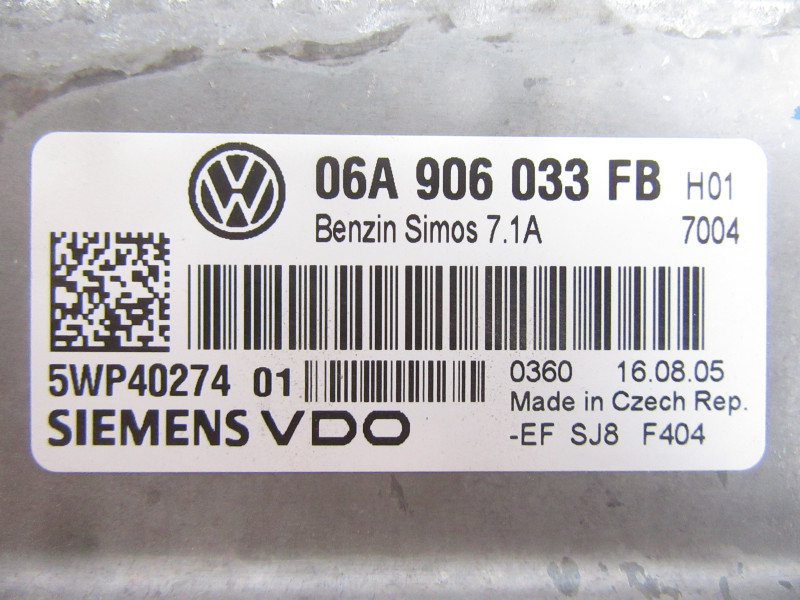 06A 906 033 FB H01
Benzin Simos 7.1A 7004
5WP40274 01 0360 16.08.05
Made in Czech Rep.
SIEMENS VDO -EF SJ8 F404